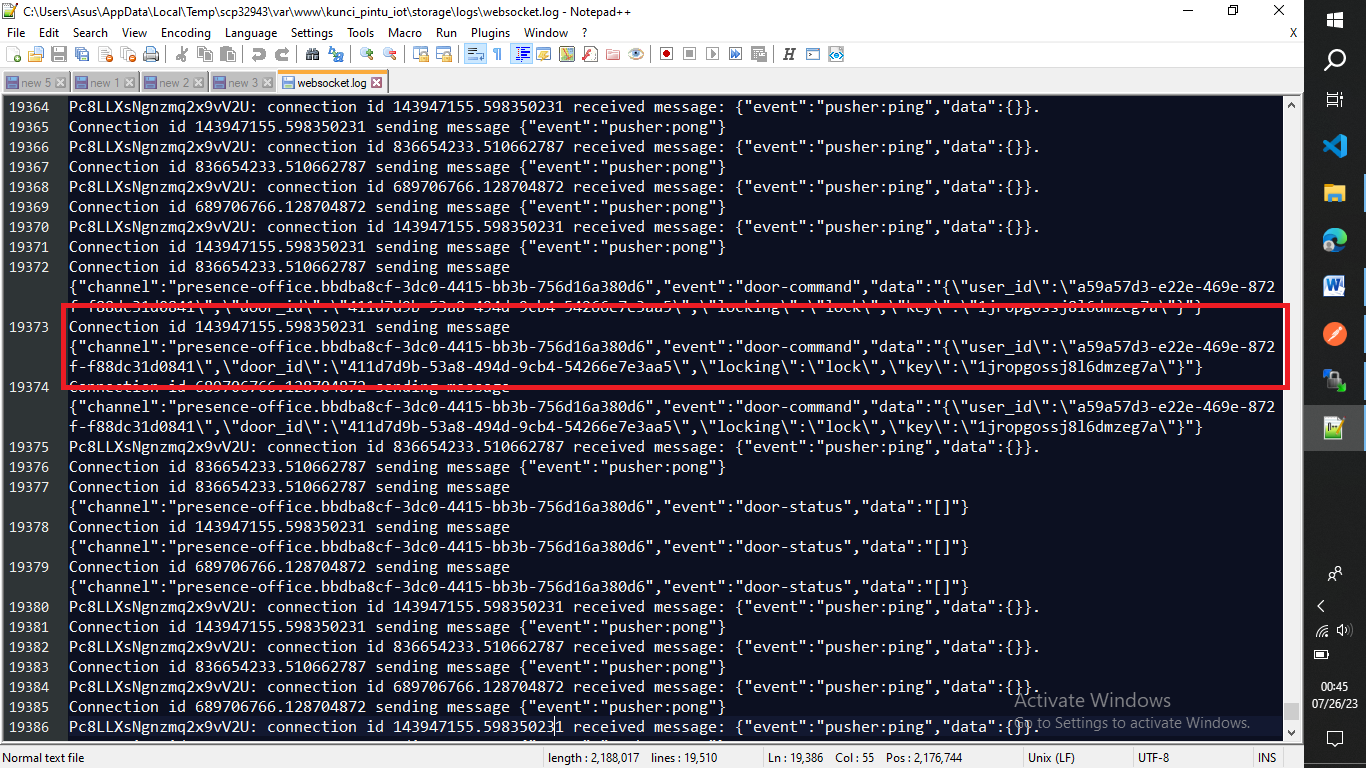 C:\Users\Asus\AppData\Local\Temp\scp32943\var\www\kunci_pintu_iot\storage\logs\websocket.log - Notepad++
File Edit Search View Encoding Language Settings Tools Macro Run Plugins Window ? X
new 5 new 1 new 2 new 3 websocket.log
19364 Pc8LLXsNgnzmq2x9vV2U: connection id 143947155.598350231 received message: {"event":"pusher:ping","data":{}}.
19365 Connection id 143947155.598350231 sending message {"event":"pusher:pong"}
19366 Pc8LLXsNgnzmq2x9vV2U: connection id 836654233.510662787 received message: {"event":"pusher:ping","data":{}}.
19367 Connection id 836654233.510662787 sending message {"event":"pusher:pong"}
19368 Pc8LLXsNgnzmq2x9vV2U: connection id 689706766.128704872 received message: {"event":"pusher:ping","data":{}}.
19369 Connection id 689706766.128704872 sending message {"event":"pusher:pong"}
19370 Pc8LLXsNgnzmq2x9vV2U: connection id 143947155.598350231 received message: {"event":"pusher:ping","data":{}}.
19371 Connection id 143947155.598350231 sending message {"event":"pusher:pong"}
19372 Connection id 836654233.510662787 sending message
{"channel":"presence-office.bbdba8cf-3dc0-4415-bb3b-756d16a380d6","event":"door-command","data":"{\"user_id\":\"a59a57d3-e22e-469e-872
f-f88dc31d0841\",\"door_id\":\"411d7d9b-53a8-494d-9cb4-54266e7e3aa5\",\"locking\":\"lock\",\"key\":\"1jropgossj8l6dmzeg7a\"}"}
19373 Connection id 143947155.598350231 sending message
{"channel":"presence-office.bbdba8cf-3dc0-4415-bb3b-756d16a380d6","event":"door-command","data":"{\"user_id\":\"a59a57d3-e22e-469e-872
f-f88dc31d0841\",\"door_id\":\"411d7d9b-53a8-494d-9cb4-54266e7e3aa5\",\"locking\":\"lock\",\"key\":\"1jropgossj8l6dmzeg7a\"}"}
19374 Connection id 689706766.128704872 sending message
{"channel":"presence-office.bbdba8cf-3dc0-4415-bb3b-756d16a380d6","event":"door-command","data":"{\"user_id\":\"a59a57d3-e22e-469e-872
f-f88dc31d0841\",\"door_id\":\"411d7d9b-53a8-494d-9cb4-54266e7e3aa5\",\"locking\":\"lock\",\"key\":\"1jropgossj8l6dmzeg7a\"}"}
19375 Pc8LLXsNgnzmq2x9vV2U: connection id 836654233.510662787 received message: {"event":"pusher:ping","data":{}}.
19376 Connection id 836654233.510662787 sending message {"event":"pusher:pong"}
19377 Connection id 836654233.510662787 sending message
{"channel":"presence-office.bbdba8cf-3dc0-4415-bb3b-756d16a380d6","event":"door-status","data":"[]"}
19378 Connection id 143947155.598350231 sending message
{"channel":"presence-office.bbdba8cf-3dc0-4415-bb3b-756d16a380d6","event":"door-status","data":"[]"}
19379 Connection id 689706766.128704872 sending message
{"channel":"presence-office.bbdba8cf-3dc0-4415-bb3b-756d16a380d6","event":"door-status","data":"[]"}
19380 Pc8LLXsNgnzmq2x9vV2U: connection id 143947155.598350231 received message: {"event":"pusher:ping","data":{}}.
19381 Connection id 143947155.598350231 sending message {"event":"pusher:pong"}
19382 Pc8LLXsNgnzmq2x9vV2U: connection id 836654233.510662787 received message: {"event":"pusher:ping","data":{}}.
19383 Connection id 836654233.510662787 sending message {"event":"pusher:pong"}
19384 Pc8LLXsNgnzmq2x9vV2U: connection id 689706766.128704872 received message: {"event":"pusher:ping","data":{}}.
19385 Connection id 689706766.128704872 sending message {"event":"pusher:pong"}
19386 Pc8LLXsNgnzmq2x9vV2U: connection id 143947155.598350231 received message: {"event":"pusher:ping","data":{}}.
Activate Windows
Go to Settings to activate Windows.
Normal text file length : 2,188,017 lines : 19,510 Ln : 19,386 Col : 55 Pos : 2,176,744 Unix (LF) UTF-8 INS
00:45
07/26/23